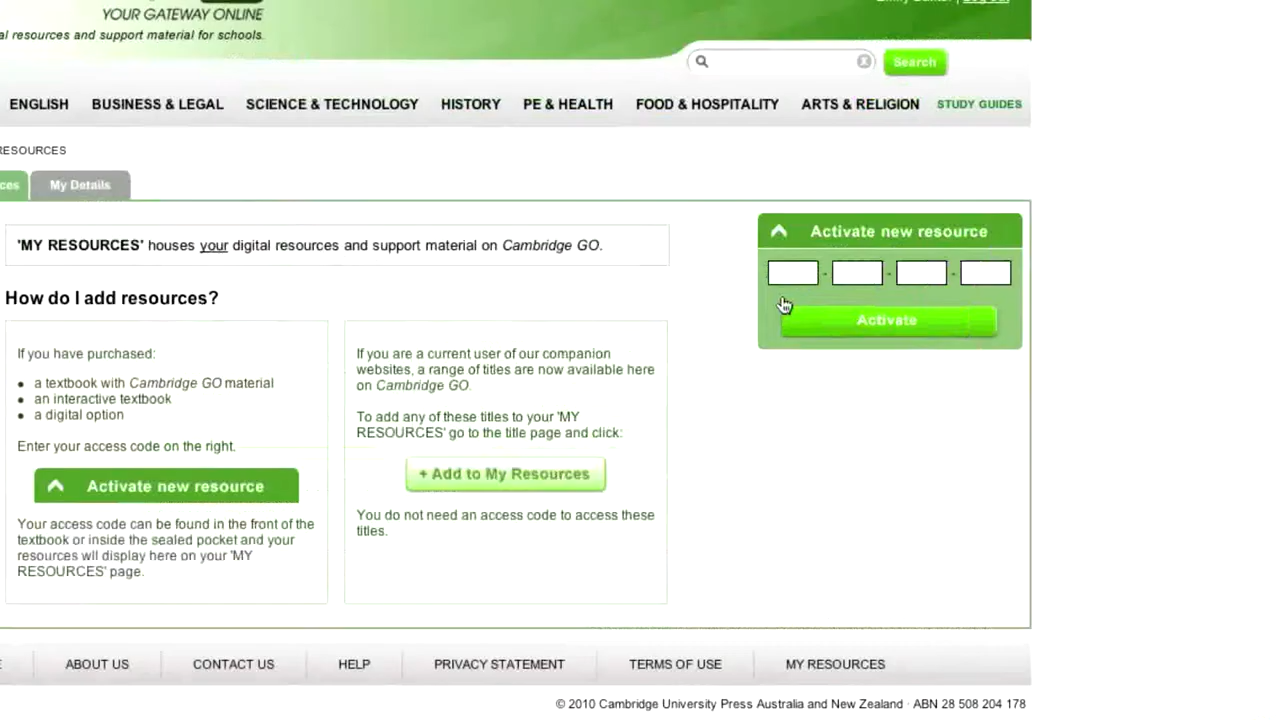 YOUR GATEWAY ONLINE
al resources and support material for schools.
Search
ENGLISH BUSINESS & LEGAL SCIENCE & TECHNOLOGY HISTORY PE & HEALTH FOOD & HOSPITALITY ARTS & RELIGION STUDY GUIDES
RESOURCES
ces My Details
'MY RESOURCES' houses your digital resources and support material on Cambridge GO.
Activate new resource
- - -
Activate
How do I add resources?
If you have purchased:
• a textbook with Cambridge GO material
• an interactive textbook
• a digital option
Enter your access code on the right.
Activate new resource
Your access code can be found in the front of the
textbook or inside the sealed pocket and your
resources will display here on your 'MY
RESOURCES' page.
If you are a current user of our companion
websites, a range of titles are now available here
on Cambridge GO.
To add any of these titles to your 'MY
RESOURCES' go to the title page and click:
+ Add to My Resources
You do not need an access code to access these
titles.
E ABOUT US CONTACT US HELP PRIVACY STATEMENT TERMS OF USE MY RESOURCES
© 2010 Cambridge University Press Australia and New Zealand · ABN 28 508 204 178